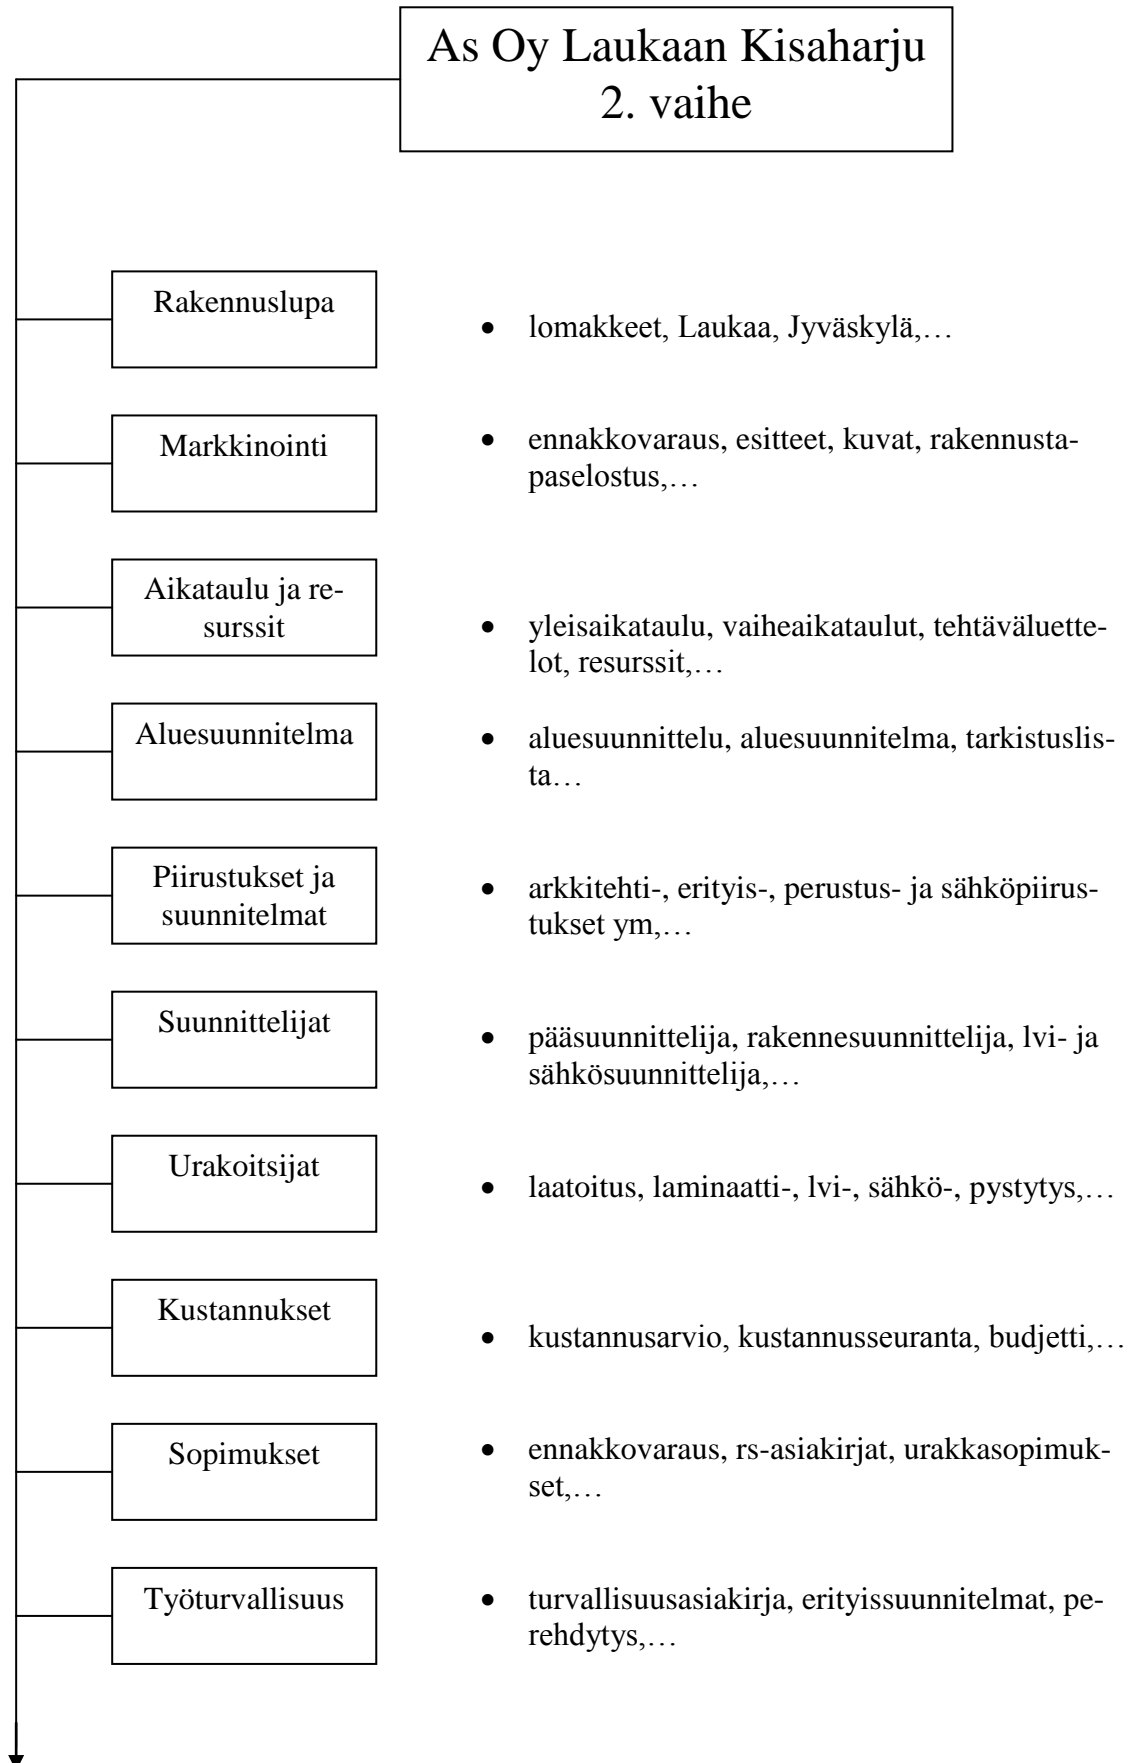 As Oy Laukaan Kisaharju
2. vaihe
Rakennuslupa
• lomakkeet, Laukaa, Jyväskylä,…
Markkinointi
• ennakkovaraus, esitteet, kuvat, rakennusta-
paselostus,…
Aikataulu ja re-
surssit
• yleisaikataulu, vaiheaikataulut, tehtäväluette-
lot, resurssit,…
Aluesuunnitelma
• aluesuunnittelu, aluesuunnitelma, tarkistuslis-
ta…
Piirustukset ja
suunnitelmat
• arkkitehti-, erityis-, perustus- ja sähköpiirus-
tukset ym,…
Suunnittelijat
• pääsuunnittelija, rakennesuunnittelija, lvi- ja
sähkösuunnittelija,…
Urakoitsijat
• laatoitus, laminaatti-, lvi-, sähkö-, pystytys,…
Kustannukset
• kustannusarvio, kustannusseuranta, budjetti,…
Sopimukset
• ennakkovaraus, rs-asiakirjat, urakkasopimuk-
set,…
Työturvallisuus
• turvallisuusasiakirja, erityissuunnitelmat, pe-
rehdytys,…